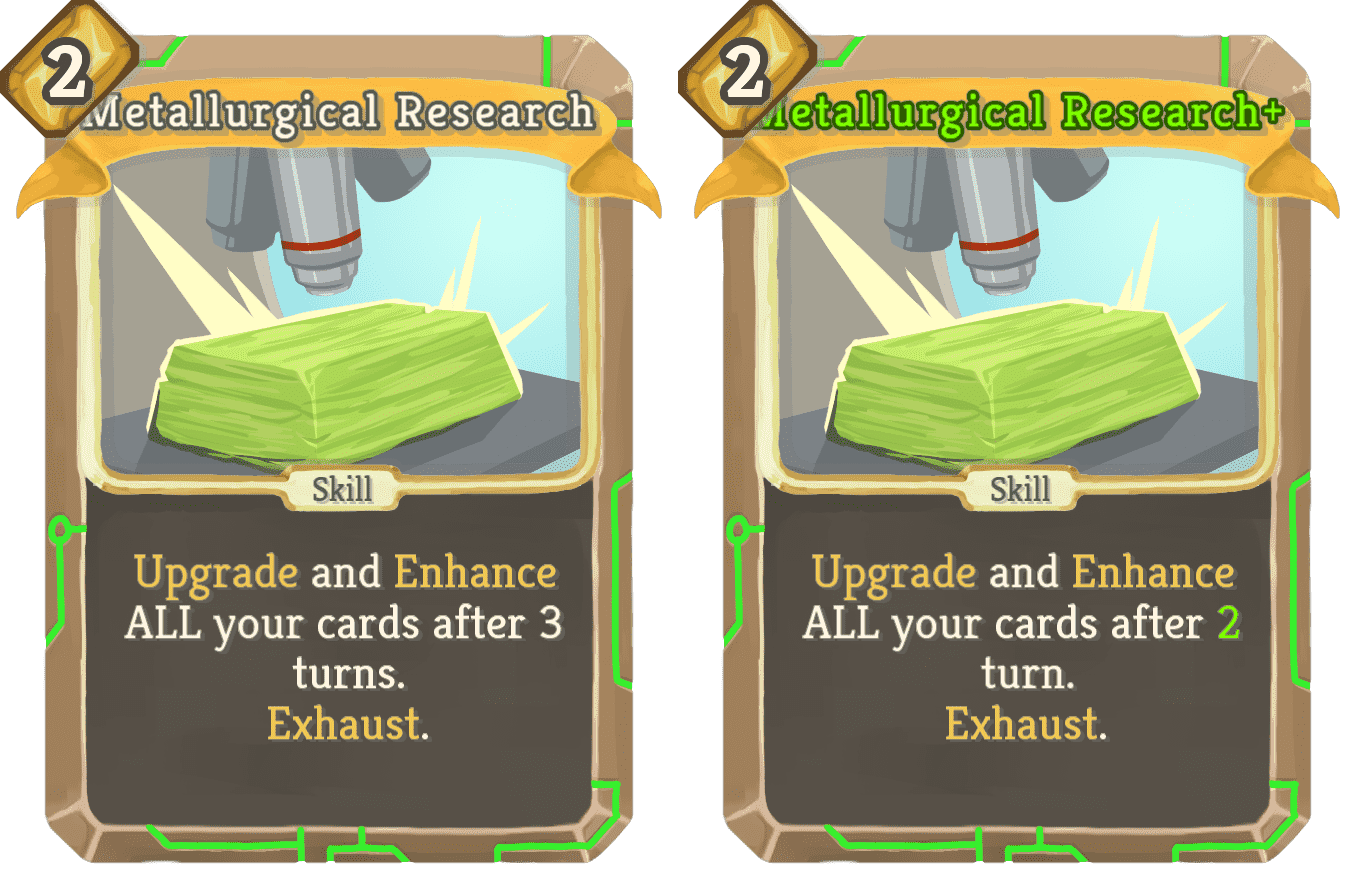 2
Metallurgical Research
Skill
Upgrade and Enhance
ALL your cards after 3
turns.
Exhaust.
2
Metallurgical Research+
Skill
Upgrade and Enhance
ALL your cards after 2
turn.
Exhaust.